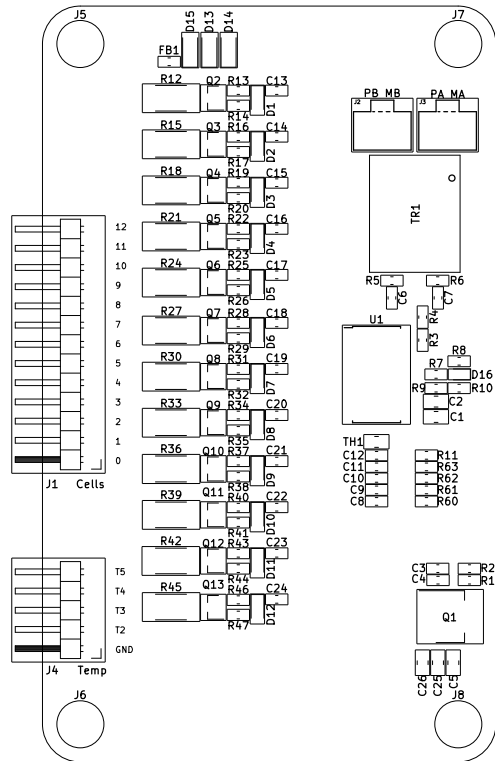 J5
D15
D13
D14
J7
FB1
R12
Q2
R13
C13
R14
D1
PB MB
PA MA
J2
J3
R15
Q3
R16
C14
R17
D2
R18
Q4
R19
C15
R20
D3
TR1
R21
Q5
R22
C16
R23
D4
12
11
10
9
8
7
6
5
4
3
2
1
0
J1 Cells
R24
Q6
R25
C17
R26
D5
R5
R6
C6
C7
R27
Q7
R28
C18
R29
D6
U1
R4
R3
R30
Q8
R31
C19
R32
D7
R8
R7
D16
R9
R10
C2
C1
R33
Q9
R34
C20
R35
D8
TH1
R36
Q10
R37
C21
R38
D9
C12
R11
C11
R63
C10
R62
C9
R61
C8
R60
R39
Q11
R40
C22
R41
D10
R42
Q12
R43
C23
R44
D11
T5
T4
T3
T2
GND
J4 Temp
R45
Q13
R46
C24
R47
D12
C3
R2
C4
R1
Q1
C26
C25
C5
J6
J8